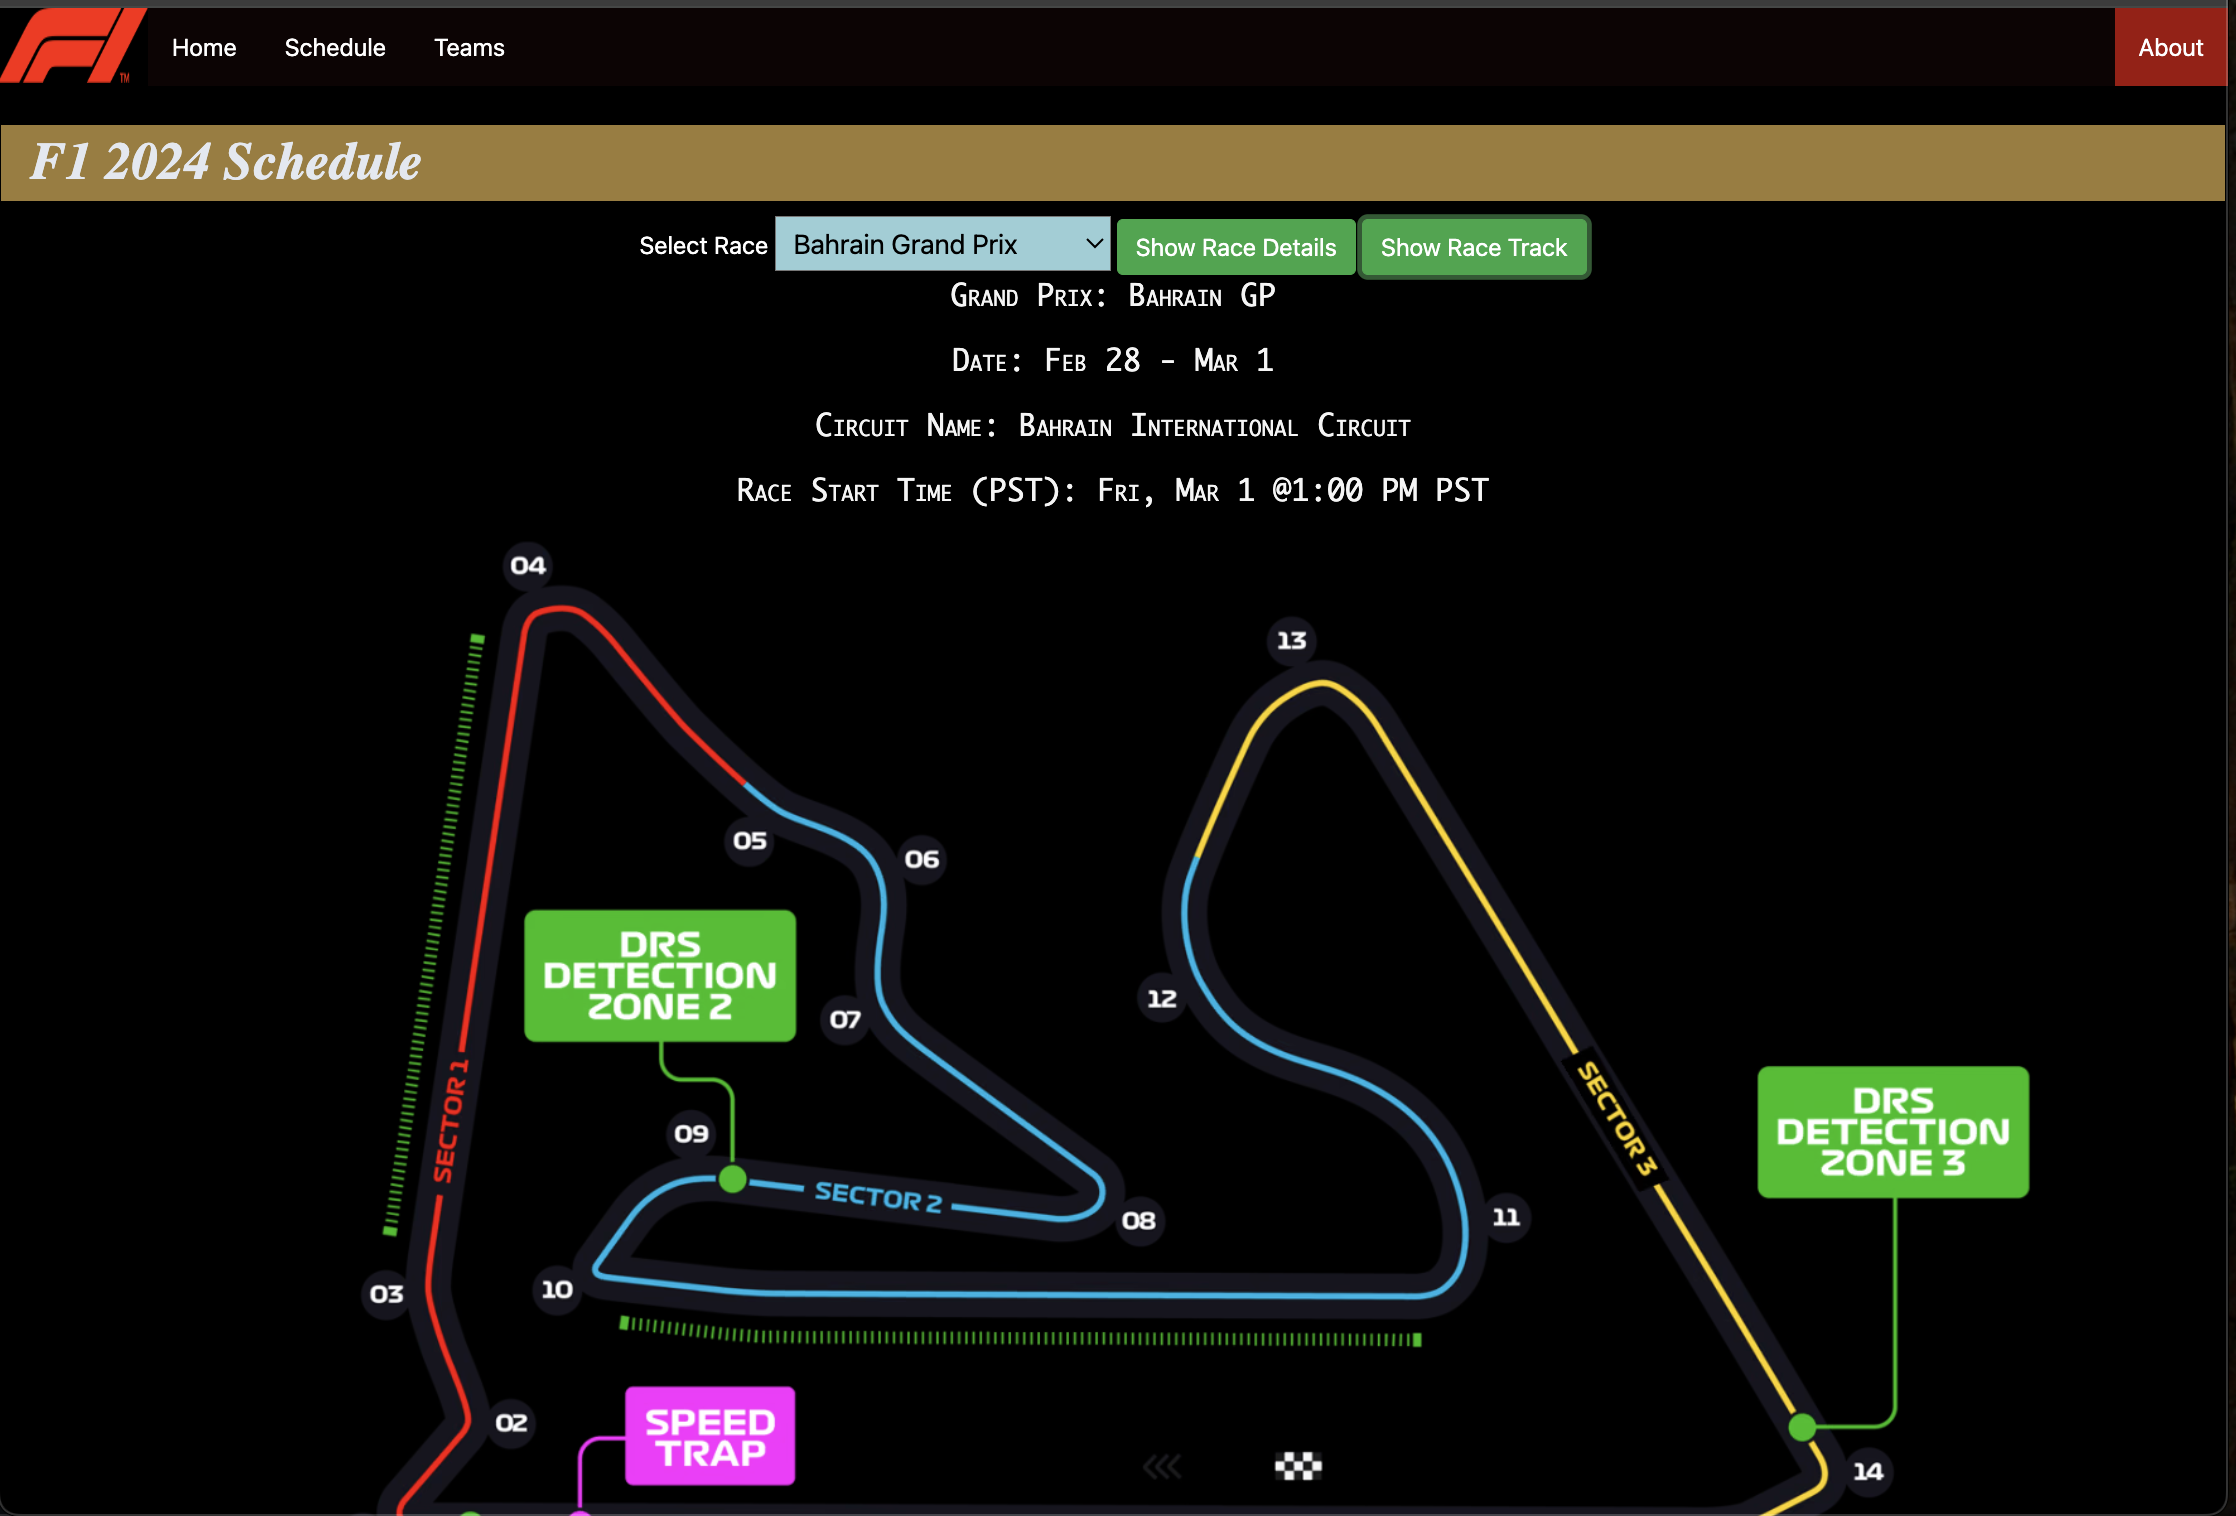 F1 TM
Home Schedule Teams About
F1 2024 Schedule
Select Race Bahrain Grand Prix Show Race Details Show Race Track
Grand Prix: Bahrain GP
Date: Feb 28 - Mar 1
Circuit Name: Bahrain International Circuit
Race Start Time (PST): Fri, Mar 1 @1:00 PM PST
04
13
05
06
DRS
DETECTION
ZONE 2
12
07
SECTOR 1
SECTOR 3
DRS
DETECTION
ZONE 3
09
SECTOR 2
08
11
03
10
02
SPEED
TRAP
14